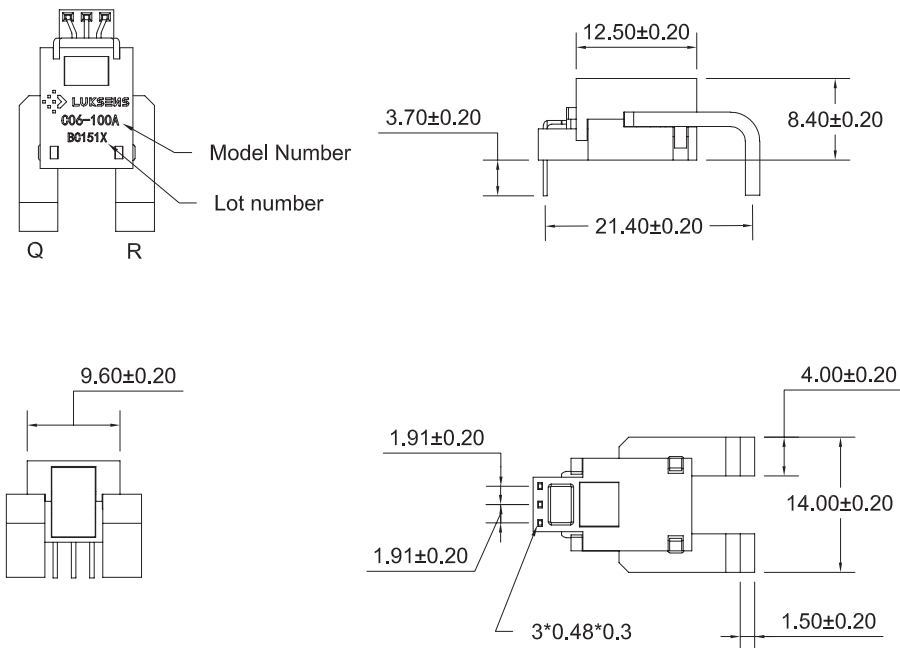 LUKSENS
C06-100A
BC151X
Model Number
Lot number
Q
R
12.50±0.20
3.70±0.20
8.40±0.20
21.40±0.20
9.60±0.20
4.00±0.20
1.91±0.20
14.00±0.20
1.91±0.20
3*0.48*0.3
1.50±0.20